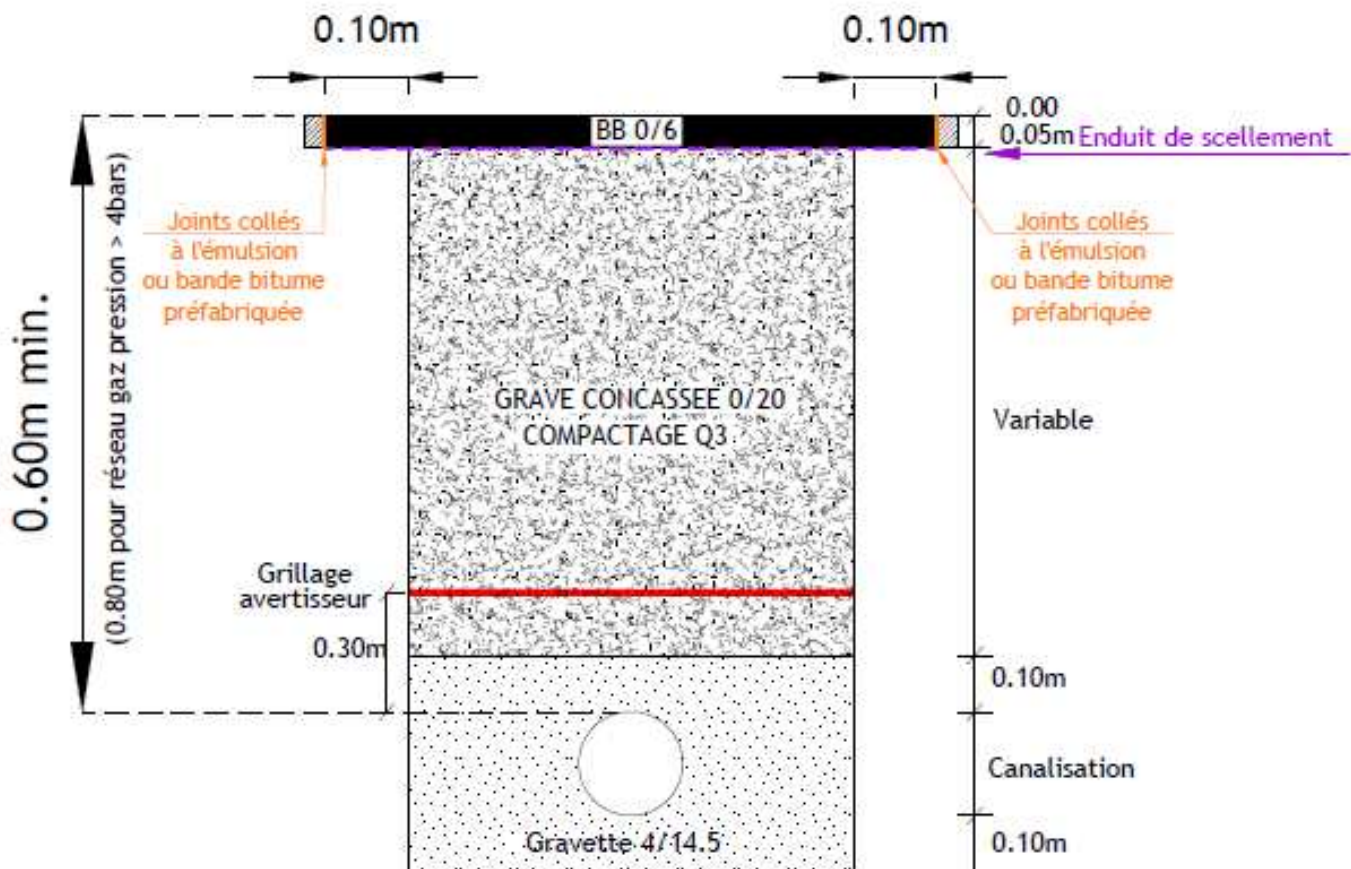 0.10m
0.10m
BB 0/6
0.00
0.05m
Enduit de scellement
0.60m min.
(0.80m pour réseau gaz pression > 4bars)
Joints collés
à l'émulsion
ou bande bitume
préfabriquée
Joints collés
à l'émulsion
ou bande bitume
préfabriquée
GRAVE CONCASSEE 0/20
COMPACTAGE Q3
Variable
Grillage
avertisseur
0.30m
0.10m
Canalisation
Gravette 4/14.5
0.10m